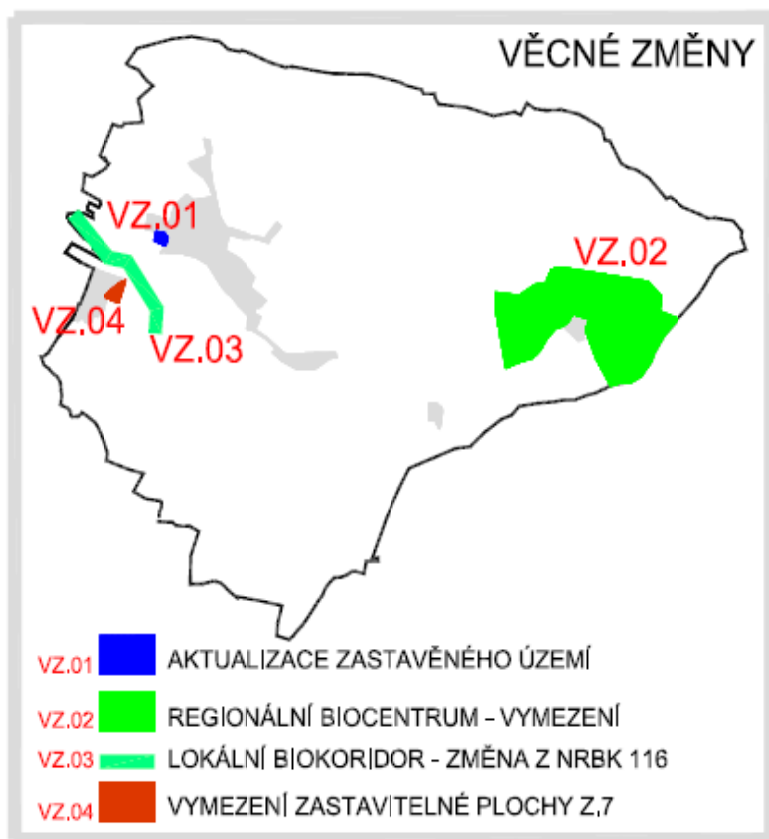 VĚCNÉ ZMĚNY
VZ.01
VZ.02
VZ.04
VZ.03
VZ.01 AKTUALIZACE ZASTAVĚNÉHO ÚZEMÍ
VZ.02 REGIONÁLNÍ BIOCENTRUM - VYMEZENÍ
VZ.03 LOKÁLNÍ BIOKORIDOR - ZMĚNA Z NRBK 116
VZ.04 VYMEZENÍ ZASTAVITELNÉ PLOCHY Z.7